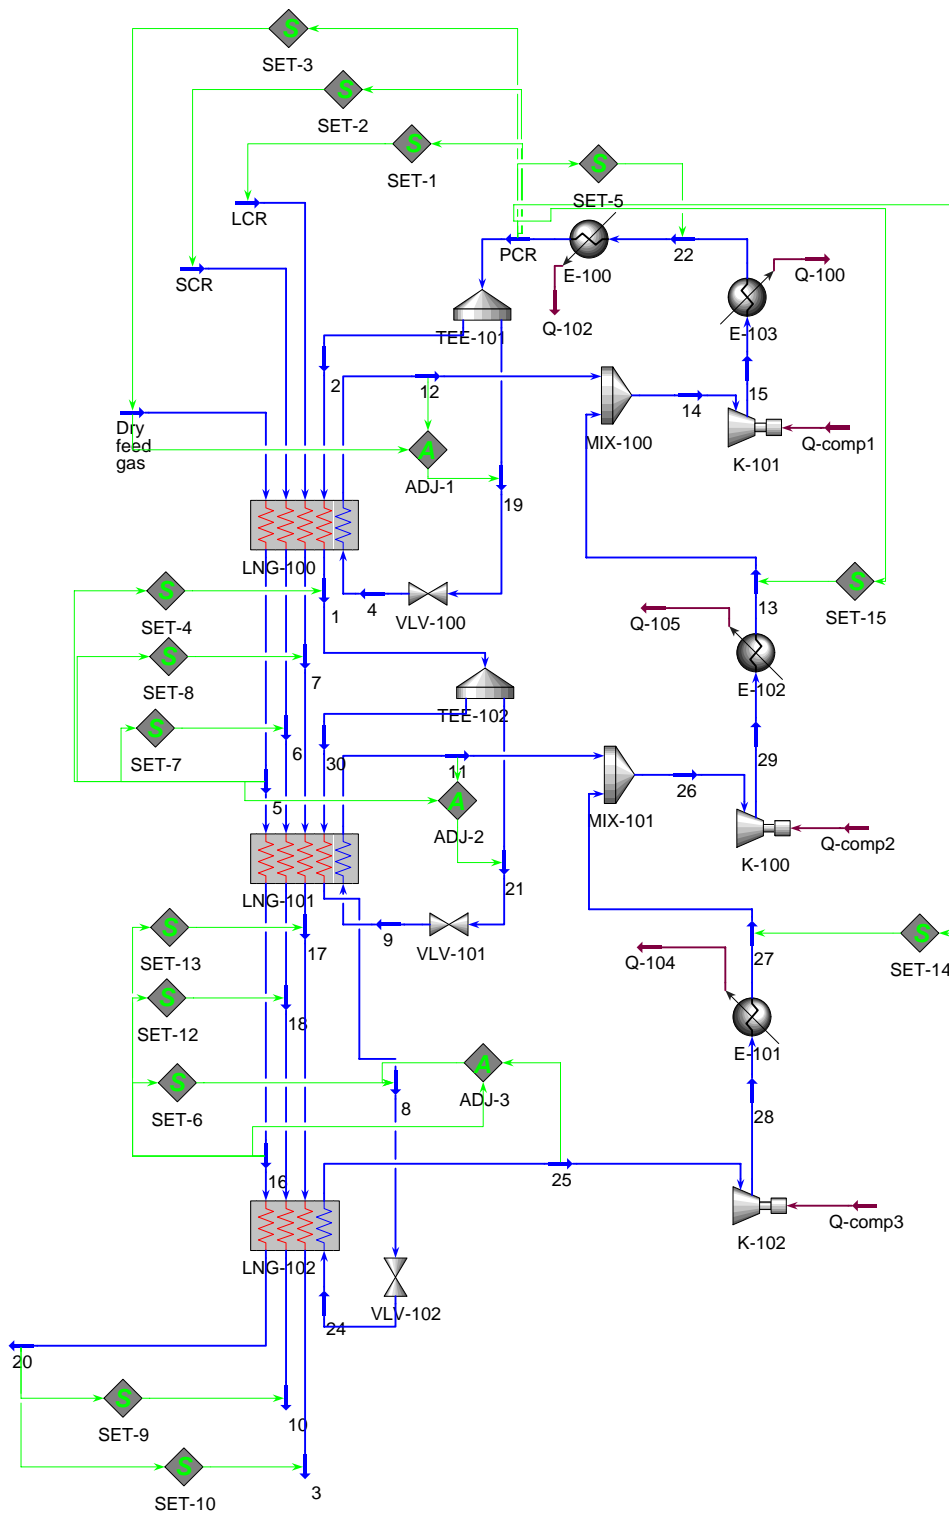 SET-3
SET-2
SET-1
SET-5
LCR
PCR
22
E-100
Q-100
SCR
E-103
Q-102
TEE-101
2
12
14
15
MIX-100
Q-comp1
K-101
Dry
feed
gas
ADJ-1
19
LNG-100
4
VLV-100
1
SET-4
13
SET-15
Q-105
SET-8
7
E-102
TEE-102
SET-7
6
30
11
26
29
5
MIX-101
ADJ-2
K-100
Q-comp2
LNG-101
21
9
VLV-101
17
SET-13
27
Q-104
SET-14
18
SET-12
E-101
SET-6
8
ADJ-3
28
16
25
K-102
Q-comp3
LNG-102
24
VLV-102
20
10
SET-9
3
SET-10
S
S
S
S
A
S
S
S
S
A
S
S
S
S
A
S
S